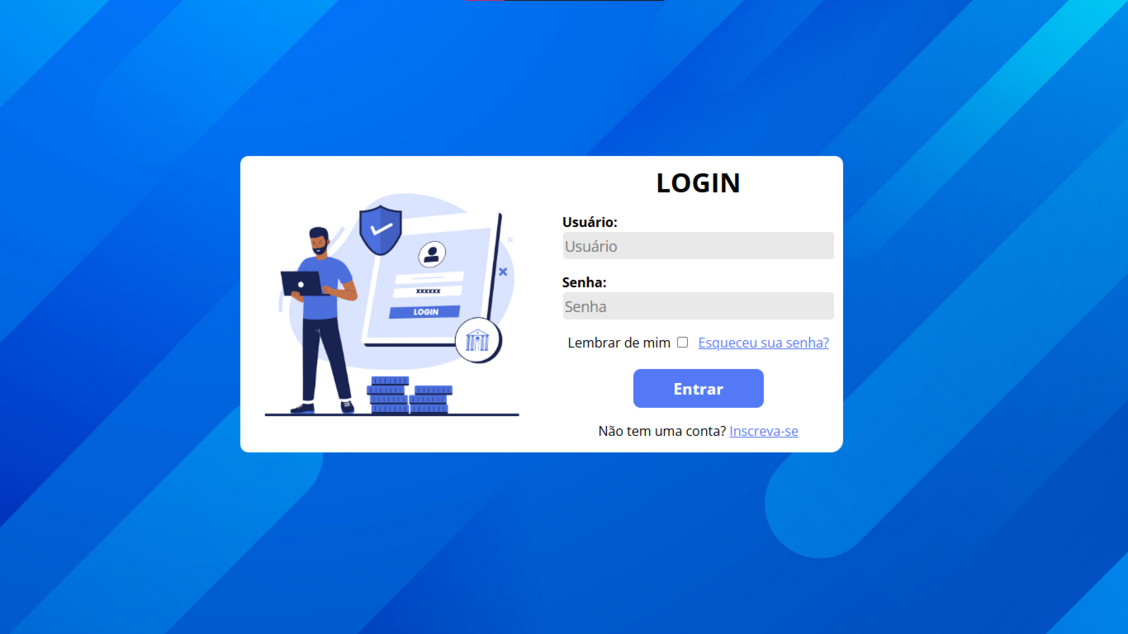 LOGIN
Usuário:
Usuário
Senha:
Senha
Lembrar de mim Esqueceu sua senha?
Entrar
Não tem uma conta? Inscreva-se
xxxxxx
LOGIN